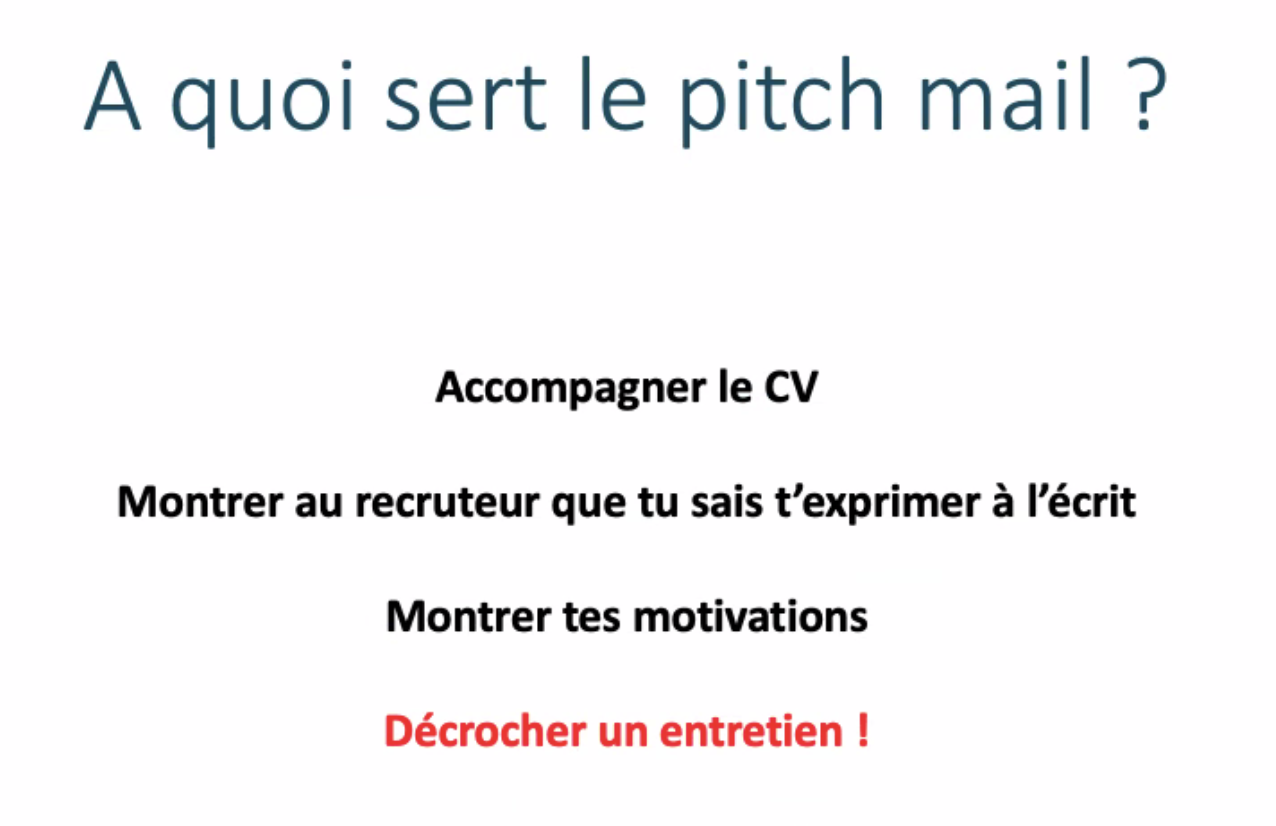 A quoi sert le pitch mail ?
Accompagner le CV
Montrer au recruteur que tu sais t’exprimer à l’écrit
Montrer tes motivations
Décrocher un entretien !